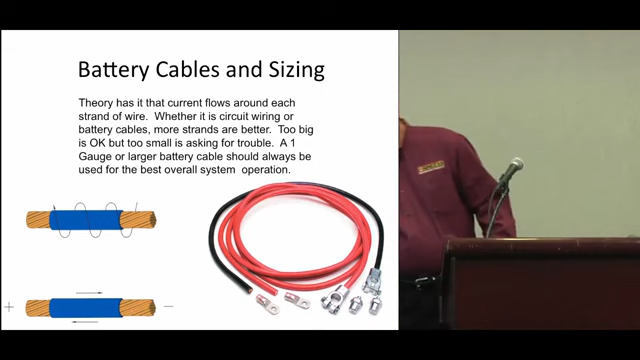 Battery Cables and Sizing
Theory has it that current flows around each
strand of wire. Whether it is circuit wiring or
battery cables, more strands are better. Too big
is OK but too small is asking for trouble. A 1
Gauge or larger battery cable should always be
used for the best overall system operation.
+
—